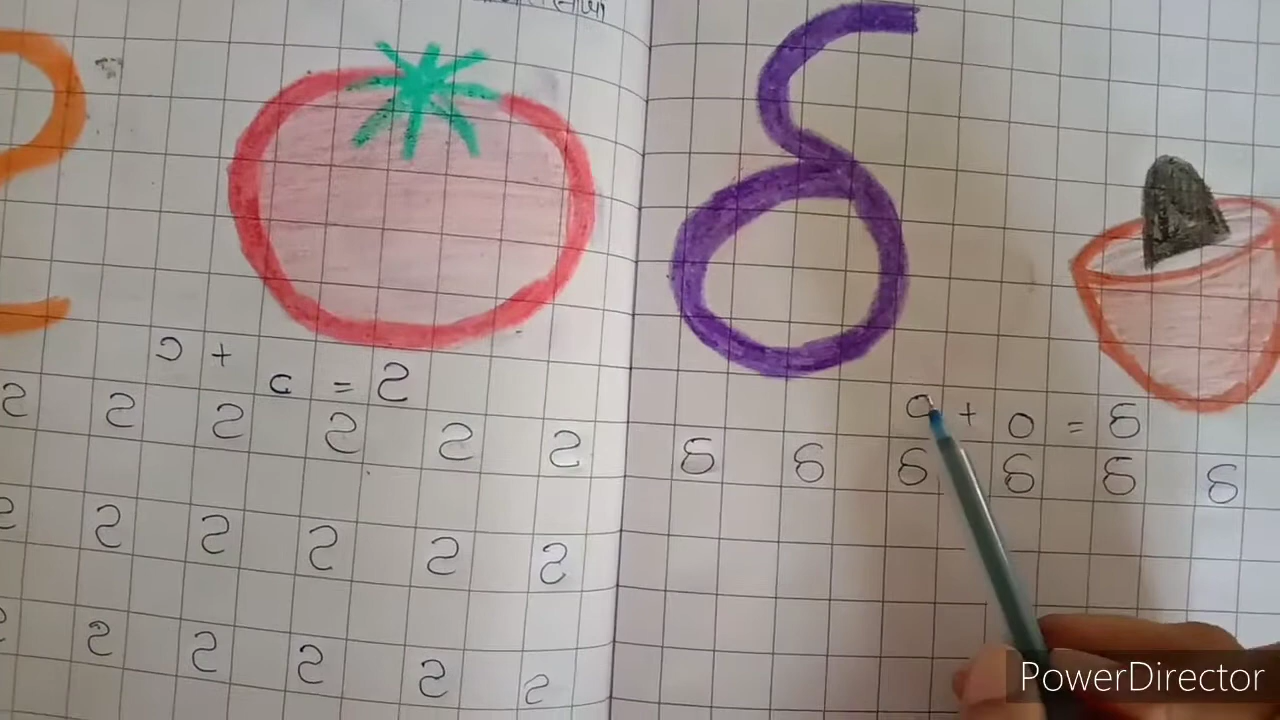 ટ
ɔ + c = ટ
ટ ટ ટ ટ ટ ટ
ટ ટ ટ ટ ટ ટ
ટ ટ ટ ટ ટ ટ
ઠ
c + o = ઠ
ઠ ઠ ઠ ઠ ઠ ઠ
PowerDirector